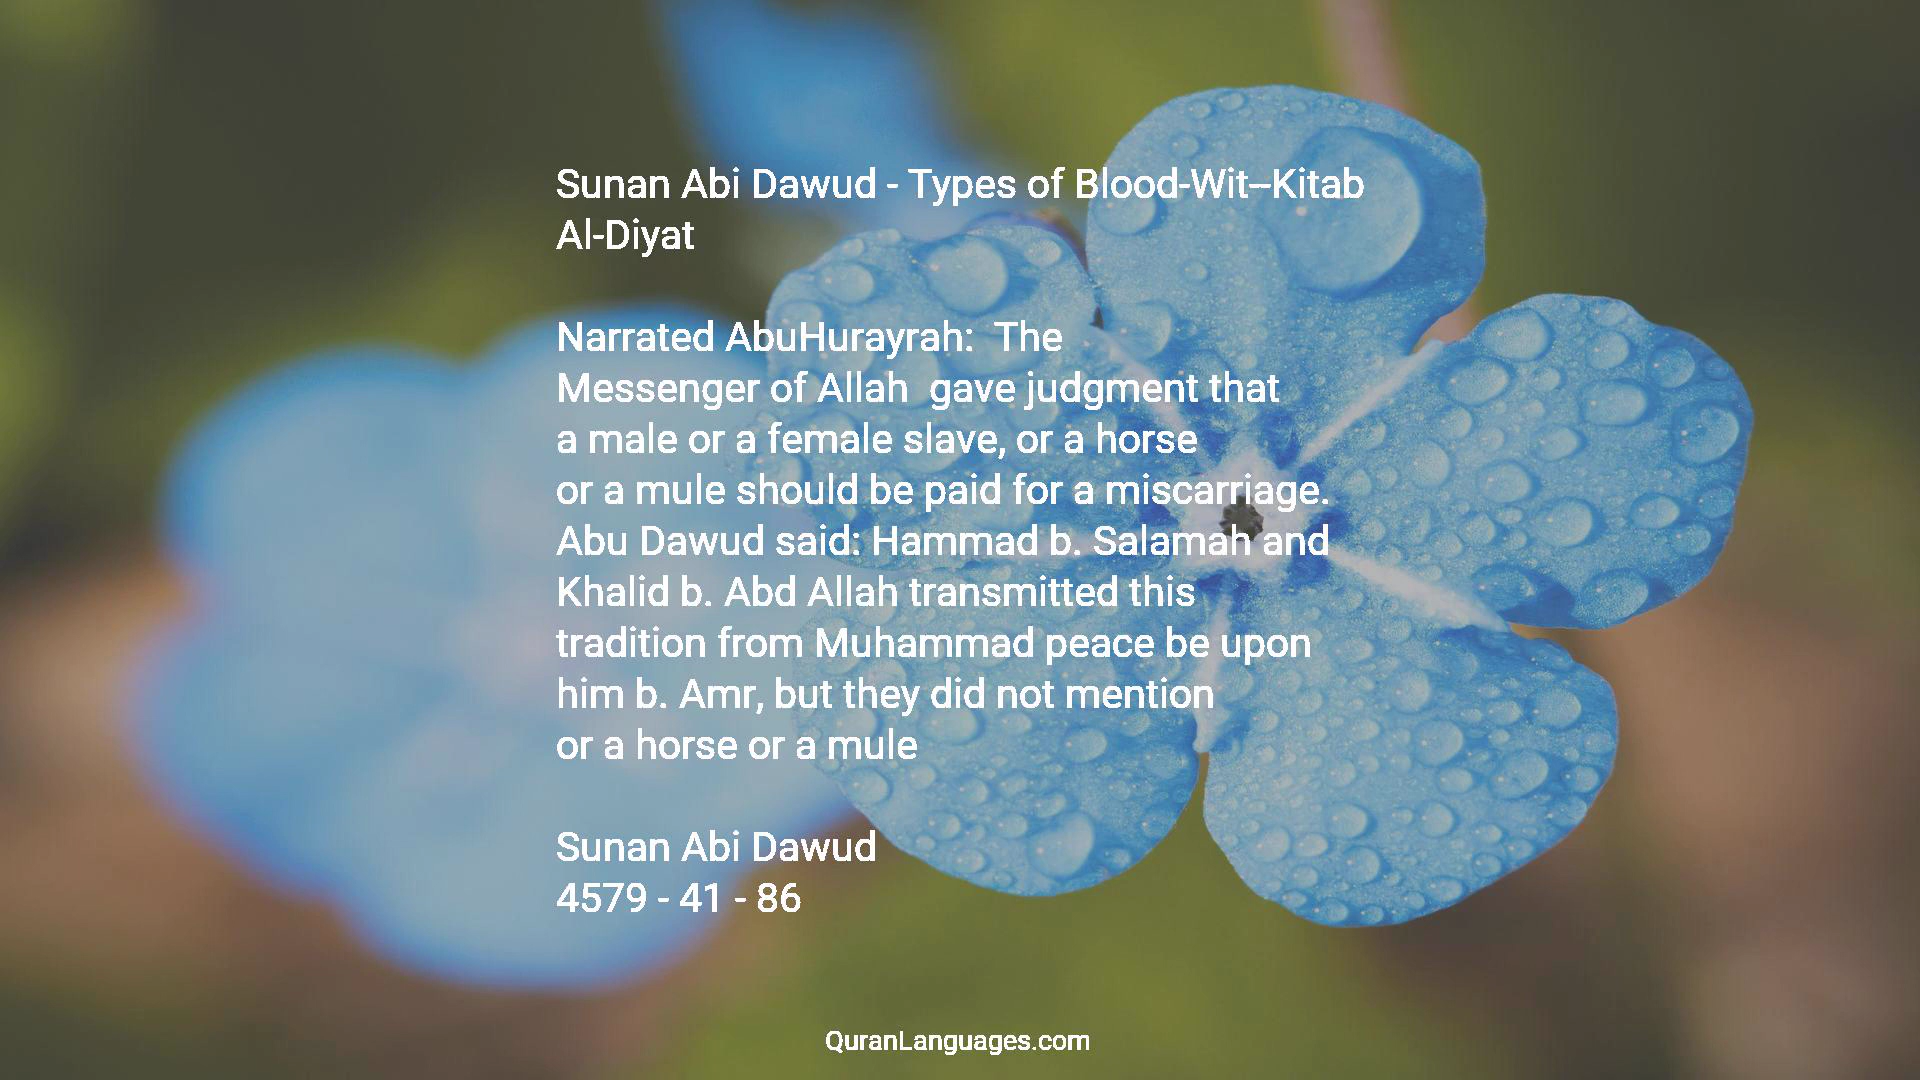 Sunan Abi Dawud - Types of Blood-Wit--Kitab
Al-Diyat
Narrated AbuHurayrah:  The
Messenger of Allah  gave judgment that
a male or a female slave, or a horse
or a mule should be paid for a miscarriage.
Abu Dawud said: Hammad b. Salamah and
Khalid b. Abd Allah transmitted this
tradition from Muhammad peace be upon
him b. Amr, but they did not mention
or a horse or a mule
Sunan Abi Dawud
4579 - 41 - 86
QuranLanguages.com